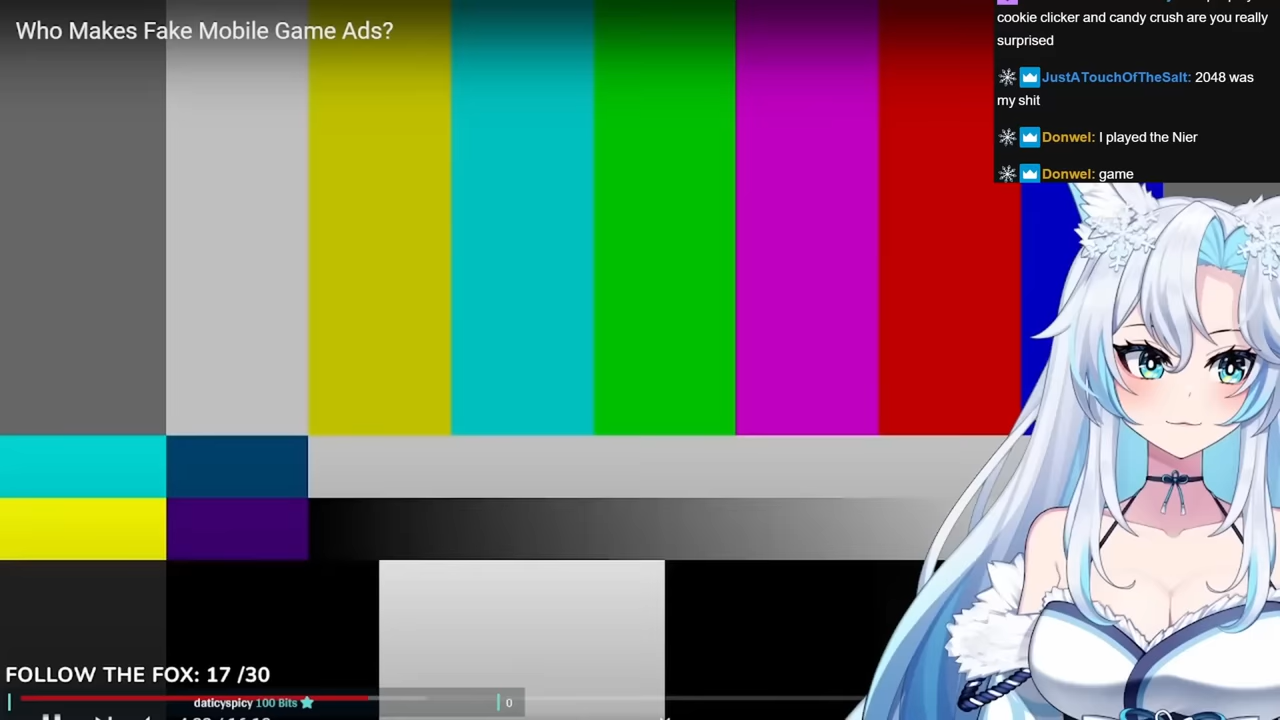 Who Makes Fake Mobile Game Ads?
cookie clicker and candy crush are you really
surprised
JustATouchOfTheSalt: 2048 was
my shit
Donwel: I played the Nier
Donwel: game
FOLLOW THE FOX: 17 /30
daticyspicy 100 Bits
0